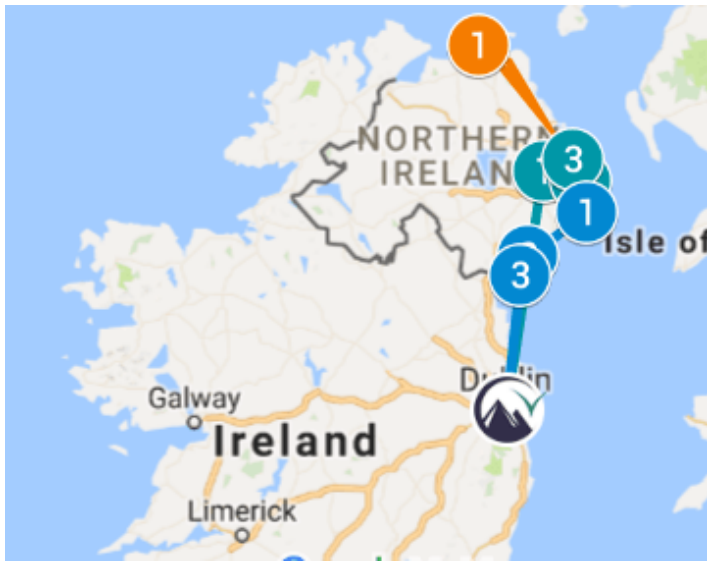 1
NORTHERN
3
IRELAN
1
Isle of
3
Dublin
Galway
Ireland
Limerick